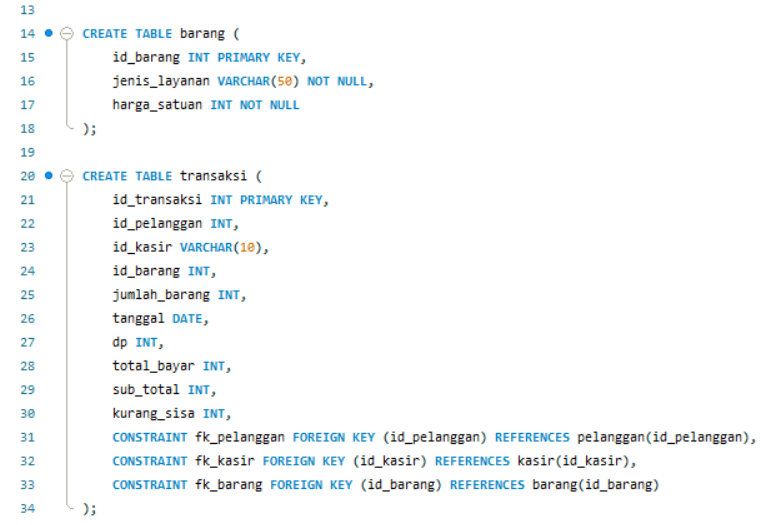 13
14 CREATE TABLE barang (
15 id_barang INT PRIMARY KEY,
16 jenis_layanan VARCHAR(50) NOT NULL,
17 harga_satuan INT NOT NULL
18 );
19
20 CREATE TABLE transaksi (
21 id_transaksi INT PRIMARY KEY,
22 id_pelanggan INT,
23 id_kasir VARCHAR(10),
24 id_barang INT,
25 jumlah_barang INT,
26 tanggal DATE,
27 dp INT,
28 total_bayar INT,
29 sub_total INT,
30 kurang_sisa INT,
31 CONSTRAINT fk_pelanggan FOREIGN KEY (id_pelanggan) REFERENCES pelanggan(id_pelanggan),
32 CONSTRAINT fk_kasir FOREIGN KEY (id_kasir) REFERENCES kasir(id_kasir),
33 CONSTRAINT fk_barang FOREIGN KEY (id_barang) REFERENCES barang(id_barang)
34 );